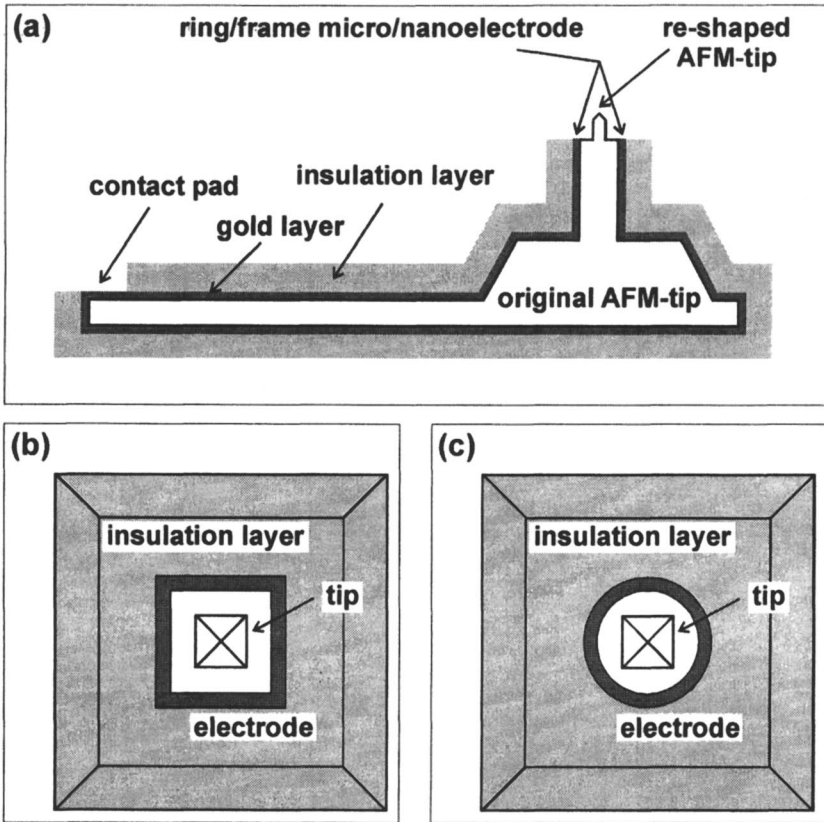 (a)
ring/frame micro/nanoelectrode
re-shaped
AFM-tip
contact pad
insulation layer
gold layer
original AFM-tip
(b)
insulation layer
tip
electrode
(c)
insulation layer
tip
electrode